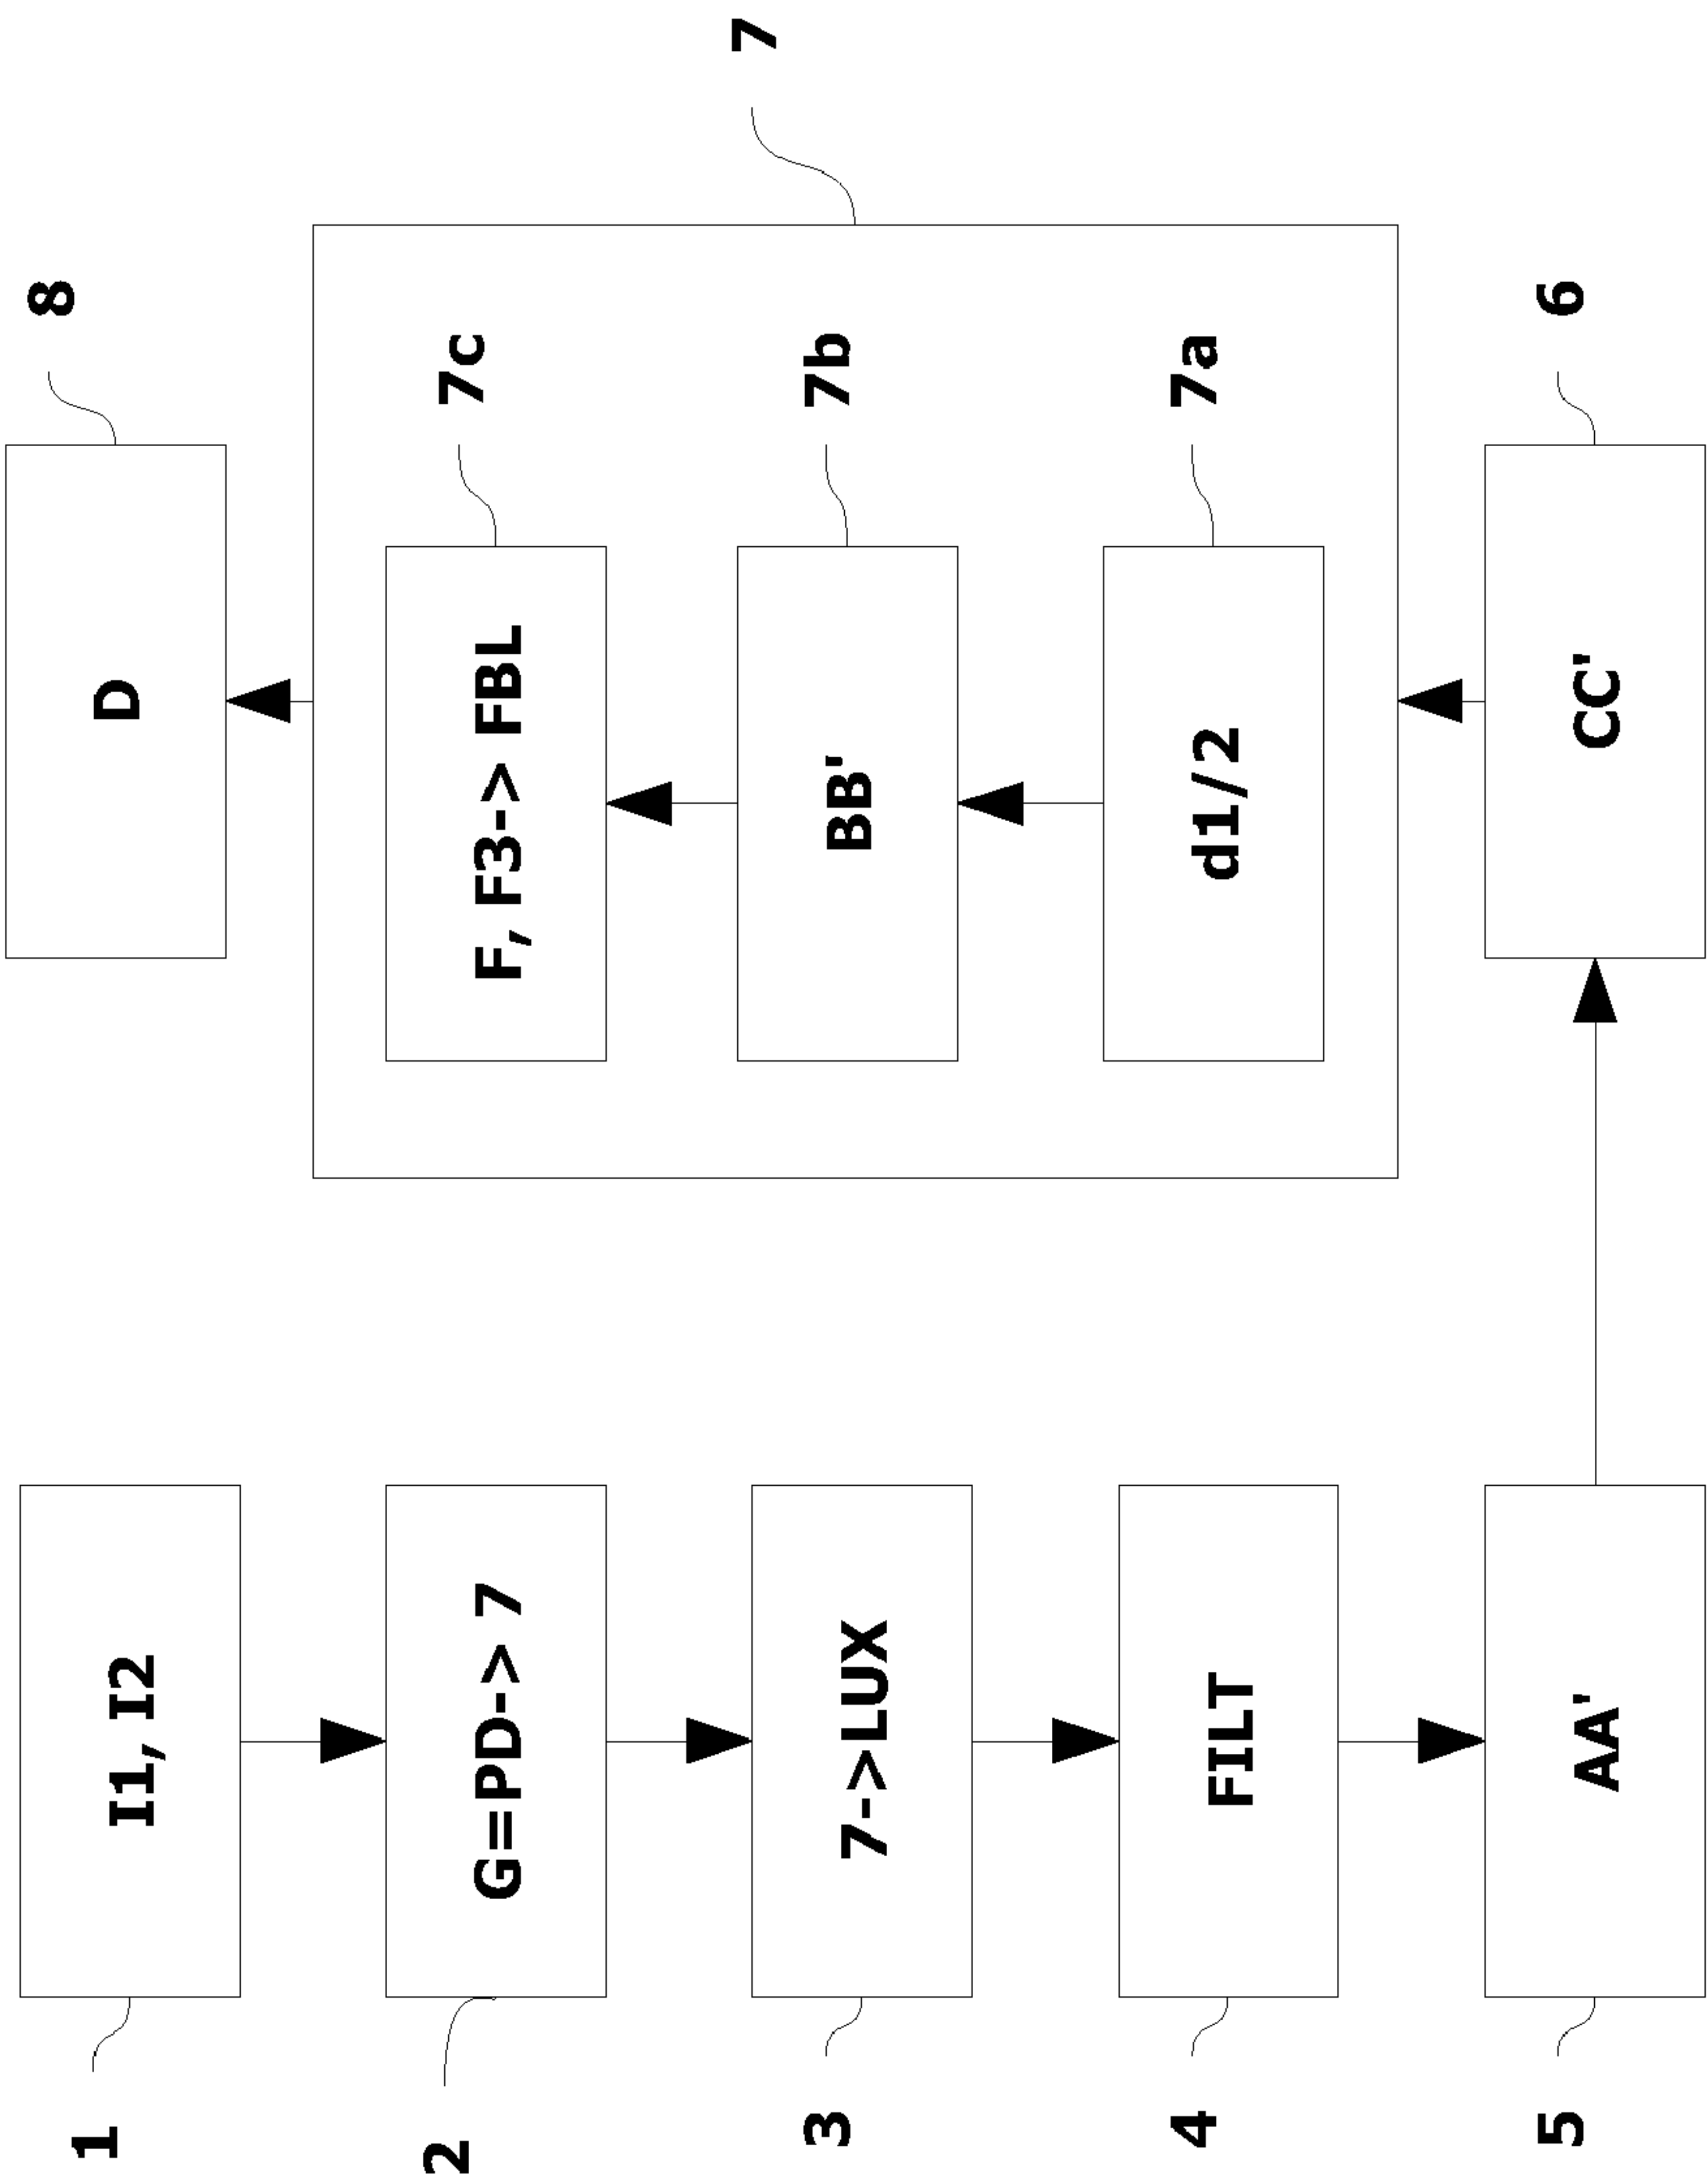 1
I1, I2
2
G=PD-> 7
3
7->LUX
4
FILT
5
AA'
8
D
7
7c
F, F3-> FBL
7b
BB'
7a
d1/2
6
CC'